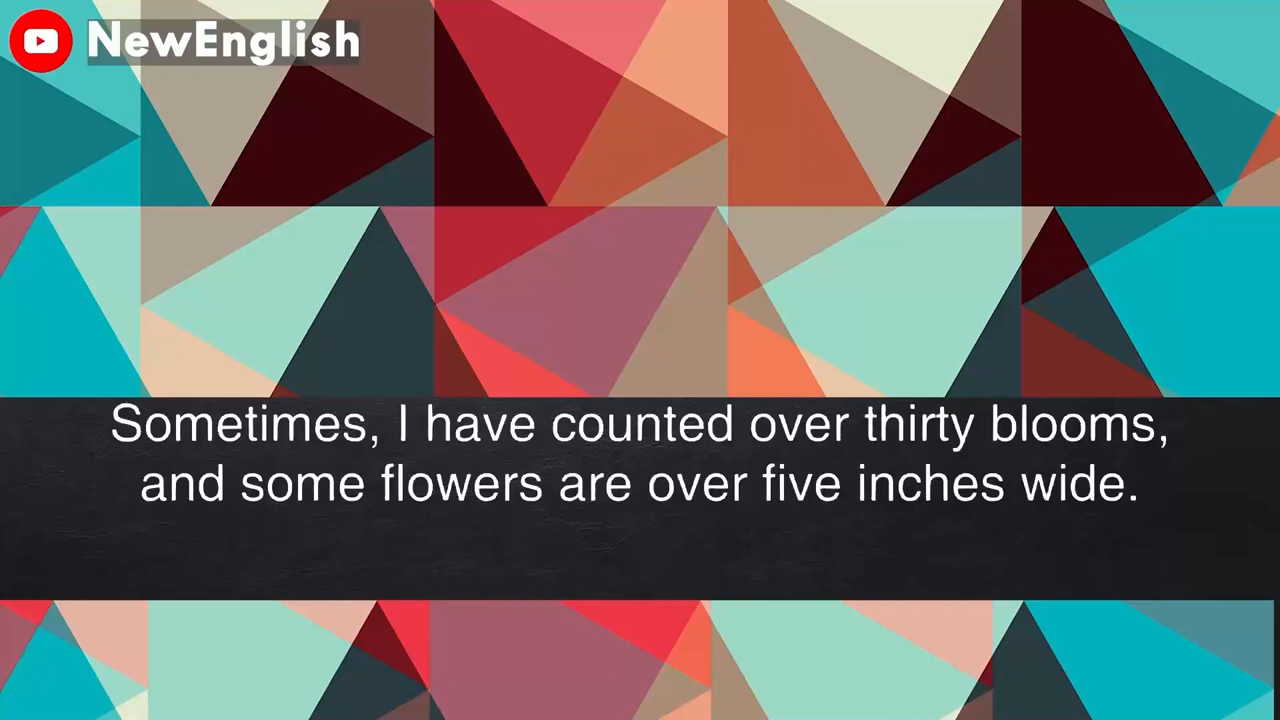 NewEnglish
Sometimes, I have counted over thirty blooms,
and some flowers are over five inches wide.